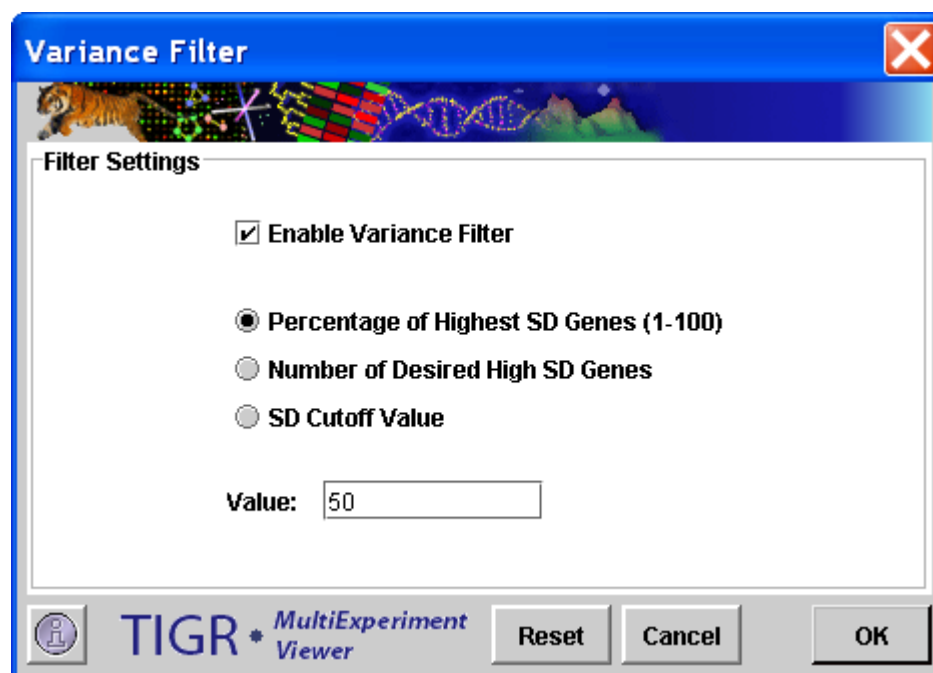 Variance Filter
Filter Settings
Enable Variance Filter
Percentage of Highest SD Genes (1-100)
Number of Desired High SD Genes
SD Cutoff Value
Value: 50
TIGR • MultiExperiment Viewer
Reset Cancel OK